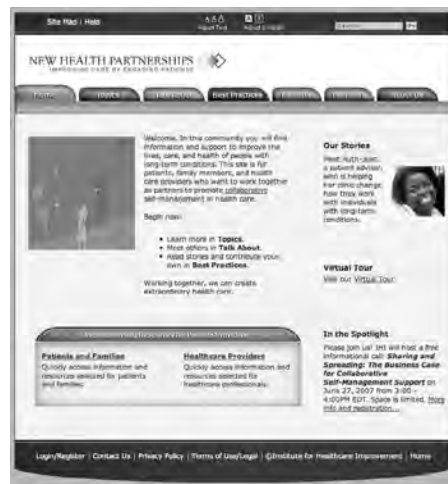 Site Map | Help
NEW HEALTH PARTNERSHIPS
IMPROVING CARE BY ENGAGING PATIENTS
Home
Topics
Best Practices
About Us
Welcome. In this community you will find
information and support to improve the
lives, care, and health of people with
long-term conditions. This site is for
patients, family members, and health
care providers who want to work together
as partners to promote collaborative
self-management in health care.
Begin now:
• Learn more in Topics.
• Meet others in Talk About.
• Read stories and contribute your
own in Best Practices.
Working together, we can create
extraordinary health care.
Our Stories
Meet
a patient advisor,
who is helping
her clinic change
how they work
with individuals
with long-term
conditions.
Virtual Tour
View our Virtual Tour
Patients and Families
Quickly access information and
resources selected for patients
and families.
Healthcare Providers
Quickly access information and
resources selected for
healthcare professionals.
In the Spotlight
Please join us! IHI will host a free
informational call: Sharing and
Spreading: The Business Case
for Collaborative
Self-Management Support on
June 27, 2007 from 3:00 -
4:00PM EDT. Space is limited. More
info and registration...
Login/Register | Contact Us | Privacy Policy | Terms of Use/Legal | ©Institute for Healthcare Improvement | Home